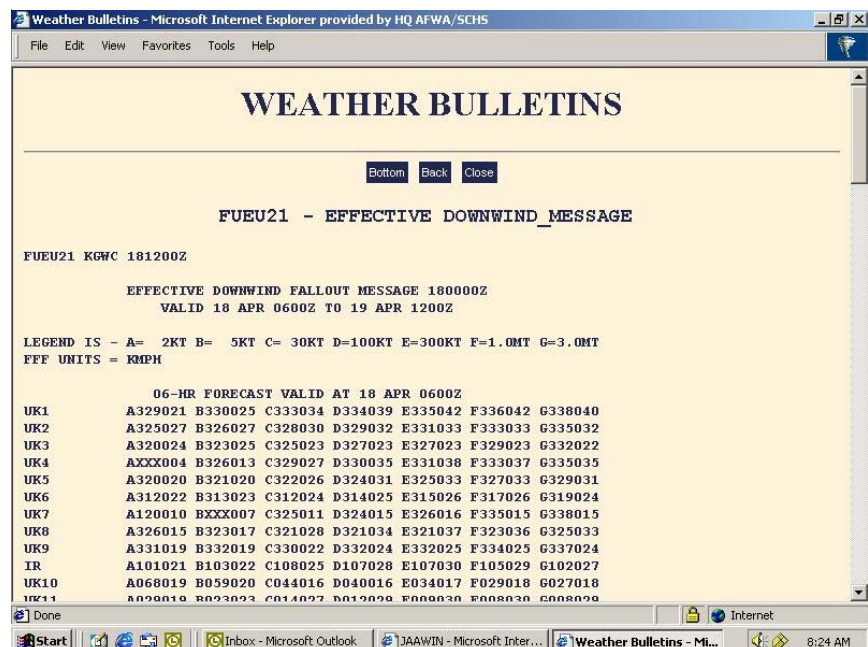 Weather Bulletins - Microsoft Internet Explorer provided by HQ AFWA/SCHS
File Edit View Favorites Tools Help
WEATHER BULLETINS
Bottom Back Close
FUEU21 - EFFECTIVE DOWNWIND_MESSAGE
FUEU21 KGWC 181200Z
EFFECTIVE DOWNWIND FALLOUT MESSAGE 180000Z
VALID 18 APR 0600Z TO 19 APR 1200Z
LEGEND IS - A= 2KT B= 5KT C= 30KT D=100KT E=300KT F=1.0MT G=3.0MT
FFF UNITS = KMPH
06-HR FORECAST VALID AT 18 APR 0600Z
UK1 A329021 B330025 C333034 D334039 E335042 F336042 G338040
UK2 A325027 B326027 C328030 D329032 E331033 F333033 G335032
UK3 A320024 B323025 C325023 D327023 E327023 F329023 G332022
UK4 AXXX004 B326013 C329027 D330035 E331038 F333037 G335035
UK5 A320020 B321020 C322026 D324031 E325033 F327033 G329031
UK6 A312022 B313023 C312024 D314025 E315026 F317026 G319024
UK7 A120010 BXXX007 C325011 D324015 E326016 F335015 G338015
UK8 A326015 B323017 C321028 D321034 E321037 F323036 G325033
UK9 A331019 B332019 C330022 D332024 E332025 F334025 G337024
IR A101021 B103022 C108025 D107028 E107030 F105029 G102027
UK10 A068019 B059020 C044016 D040016 E034017 F029018 G027018
UK11 A029019 B023023 C014027 D012029 E009030 F008030 G008029
Done Internet
Start Inbox - Microsoft Outlook JAAWIN - Microsoft Inter... Weather Bulletins - Mi... 8:24 AM